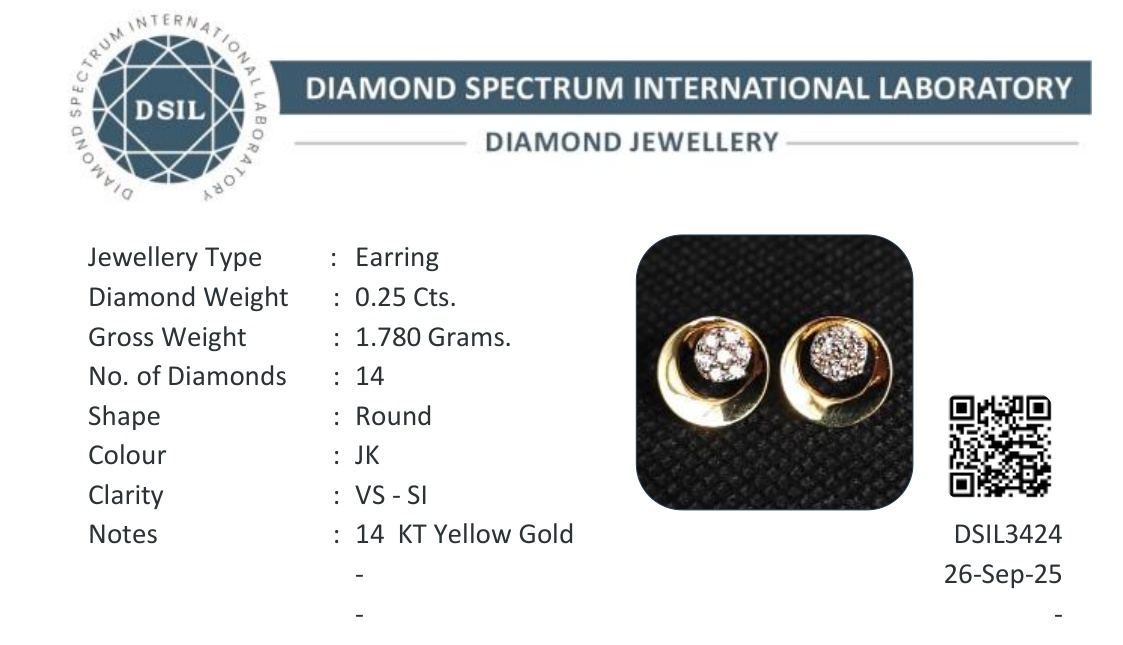 DIAMOND SPECTRUM INTERNATIONAL LABORATORY
DSIL
DIAMOND SPECTRUM INTERNATIONAL LABORATORY
DIAMOND JEWELLERY
Jewellery Type : Earring
Diamond Weight : 0.25 Cts.
Gross Weight : 1.780 Grams.
No. of Diamonds : 14
Shape : Round
Colour : JK
Clarity : VS - SI
Notes : 14 KT Yellow Gold
-
-
DSIL3424
26-Sep-25
-